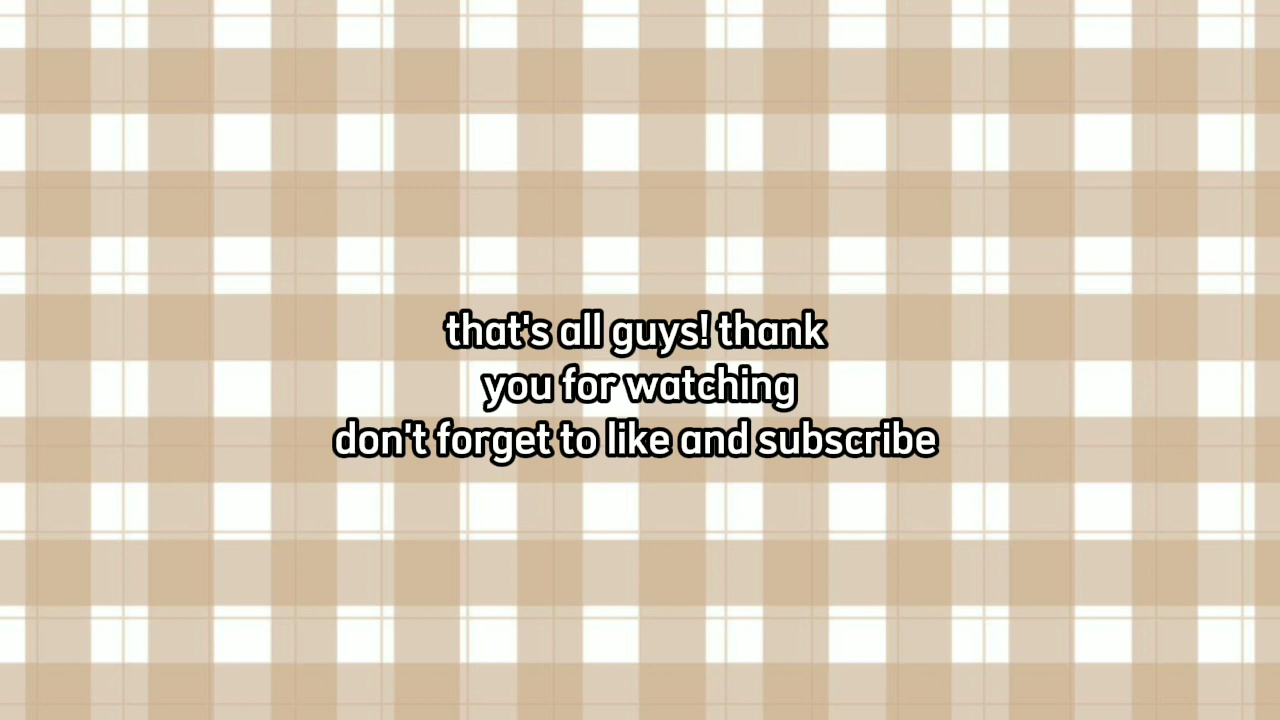 that's all guys! thank
you for watching
don't forget to like and subscribe